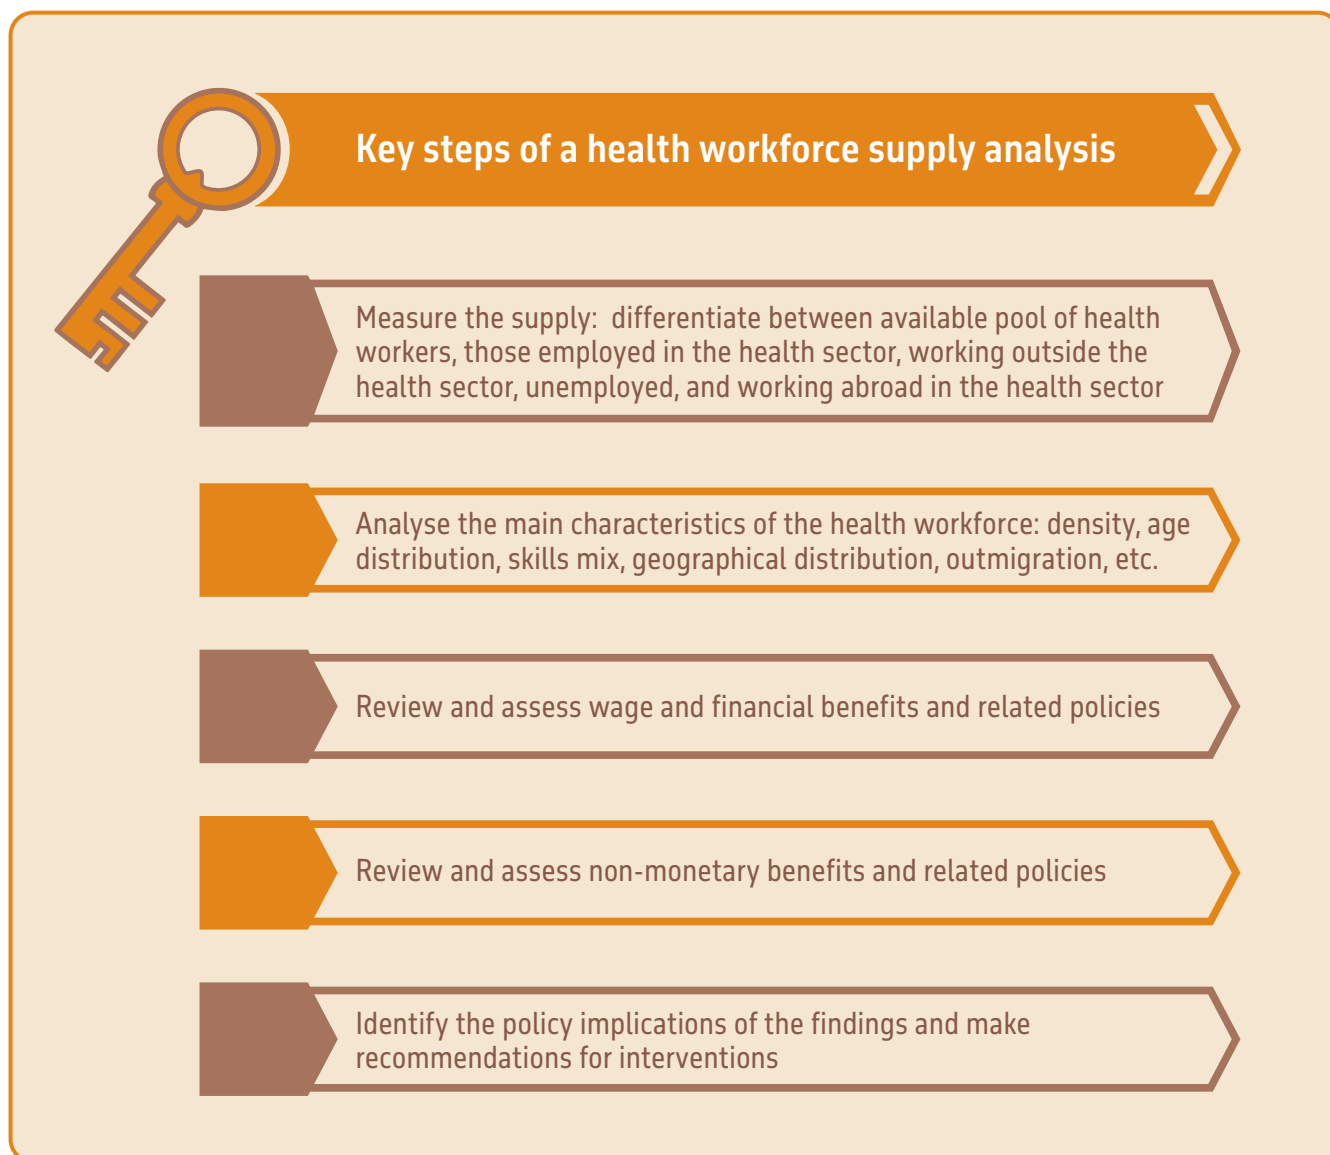 Key steps of a health workforce supply analysis
Measure the supply: differentiate between available pool of health
workers, those employed in the health sector, working outside the
health sector, unemployed, and working abroad in the health sector
Analyse the main characteristics of the health workforce: density, age
distribution, skills mix, geographical distribution, outmigration, etc.
Review and assess wage and financial benefits and related policies
Review and assess non-monetary benefits and related policies
Identify the policy implications of the findings and make
recommendations for interventions